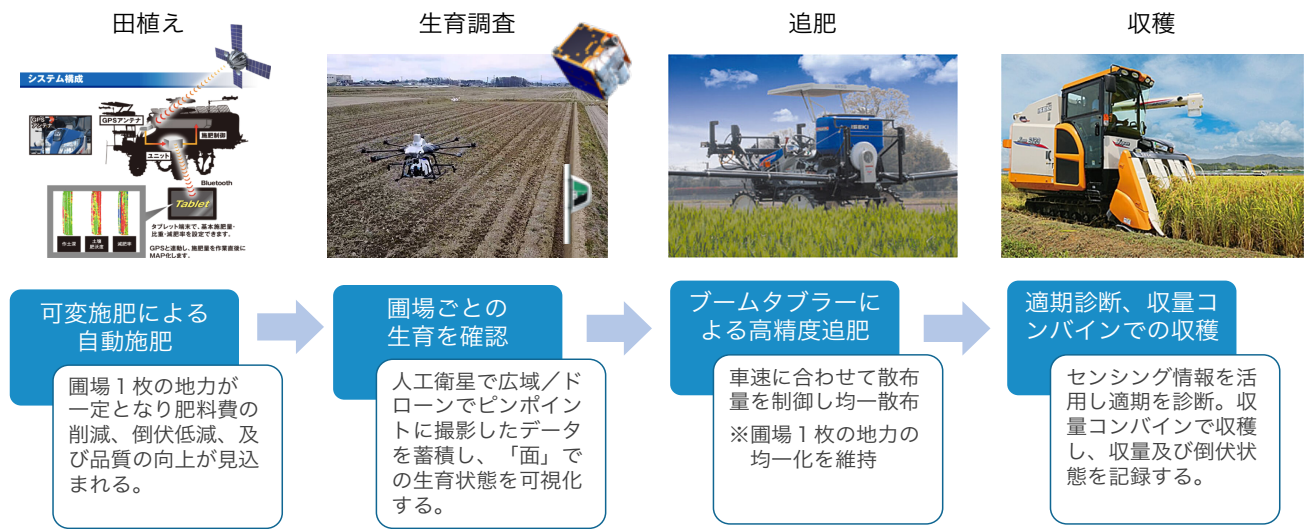 田植え
生育調査
追肥
収穫
システム構成
GPS
アンテナ
GPSアンテナ
施肥制御
ユニット
Bluetooth
Tablet
タブレット端末で、基本施肥量・
比重・減肥率を設定できます。
GPSと連動し、施肥量を作業直後に
MAP化します。
作土深
土壌
肥沃度
減肥率
ISEKI
可変施肥による
自動施肥
圃場1枚の地力が
一定となり肥料費の
削減、倒伏低減、及
び品質の向上が見込
まれる。
圃場ごとの
生育を確認
人工衛星で広域／ド
ローンでピンポイン
トに撮影したデータ
を蓄積し、「面」で
の生育状態を可視化
する。
ブームタブラーに
よる高精度追肥
車速に合わせて散布
量を制御し均一散布
※圃場1枚の地力の
均一化を維持
適期診断、収量コ
ンバインでの収穫
センシング情報を活
用し適期を診断。収
量コンバインで収穫
し、収量及び倒伏状
態を記録する。